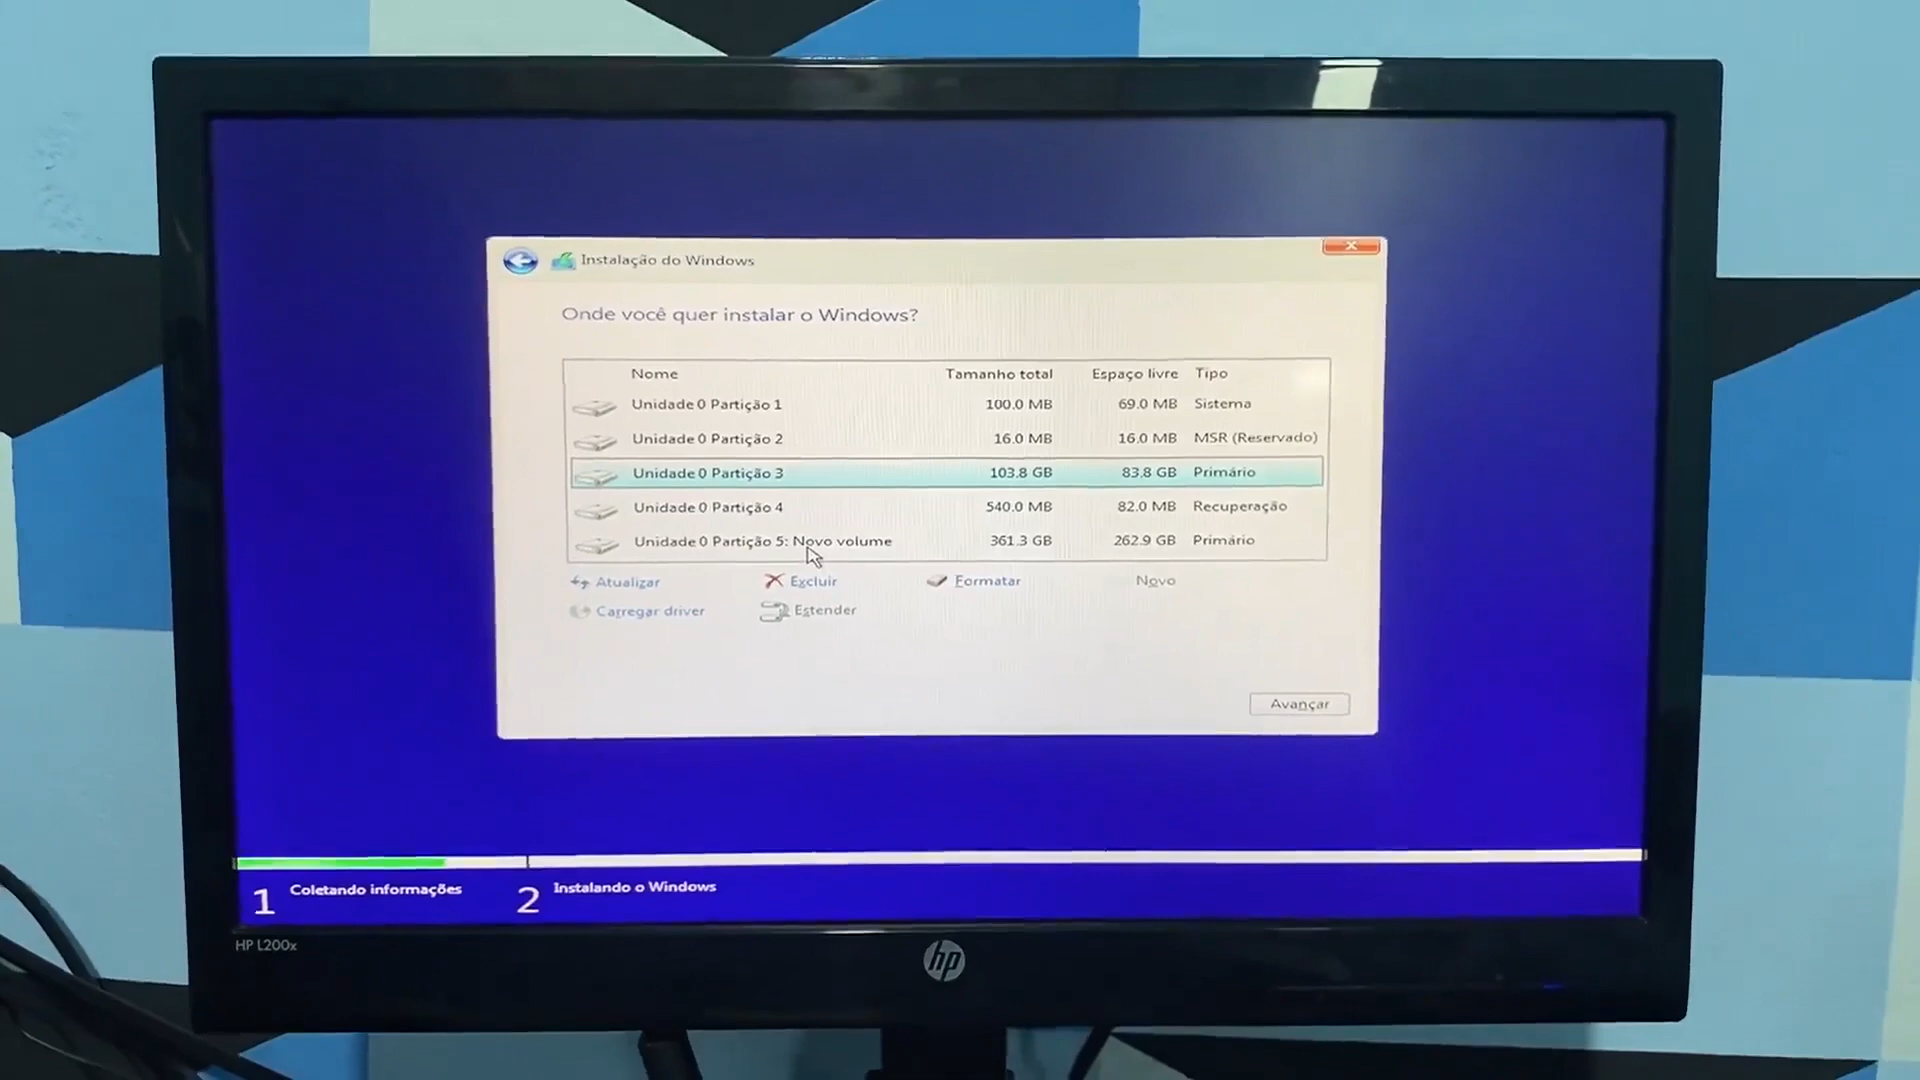 Instalação do Windows
Onde você quer instalar o Windows?
Nome Tamanho total Espaço livre Tipo
Unidade 0 Partição 1 100.0 MB 69.0 MB Sistema
Unidade 0 Partição 2 16.0 MB 16.0 MB MSR (Reservado)
Unidade 0 Partição 3 103.8 GB 83.8 GB Primário
Unidade 0 Partição 4 540.0 MB 82.0 MB Recuperação
Unidade 0 Partição 5: Novo volume 361.3 GB 262.9 GB Primário
Atualizar Excluir Formatar Novo
Carregar driver Estender
Avançar
1 Coletando informações 2 Instalando o Windows
HP L200x
hp